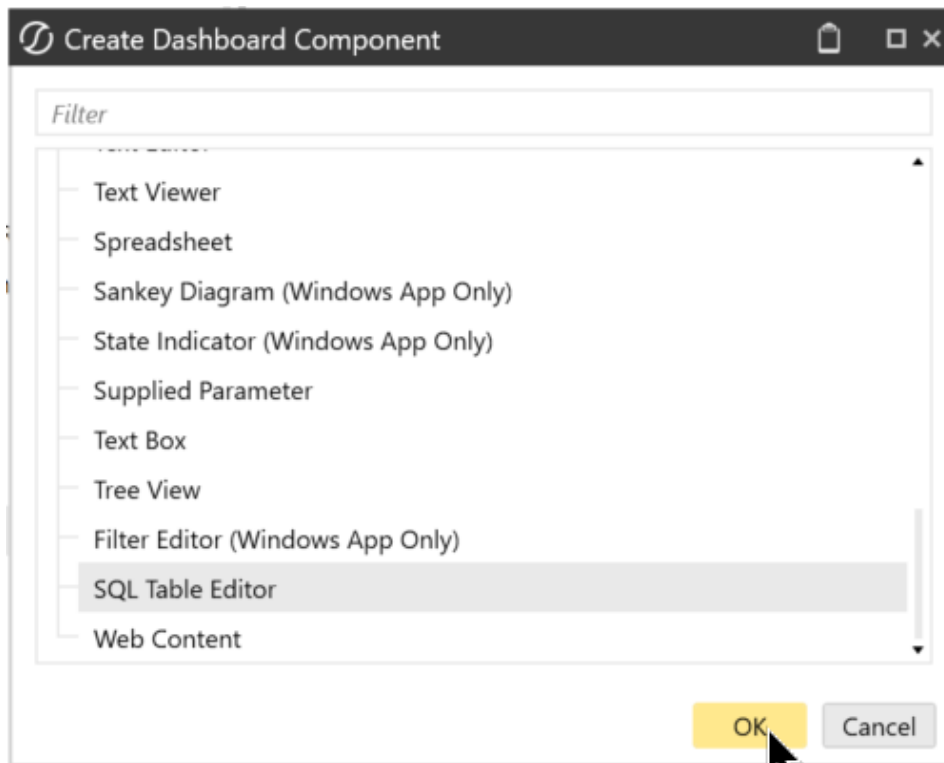 Create Dashboard Component
Filter
Text Viewer
Spreadsheet
Sankey Diagram (Windows App Only)
State Indicator (Windows App Only)
Supplied Parameter
Text Box
Tree View
Filter Editor (Windows App Only)
SQL Table Editor
Web Content
OK
Cancel